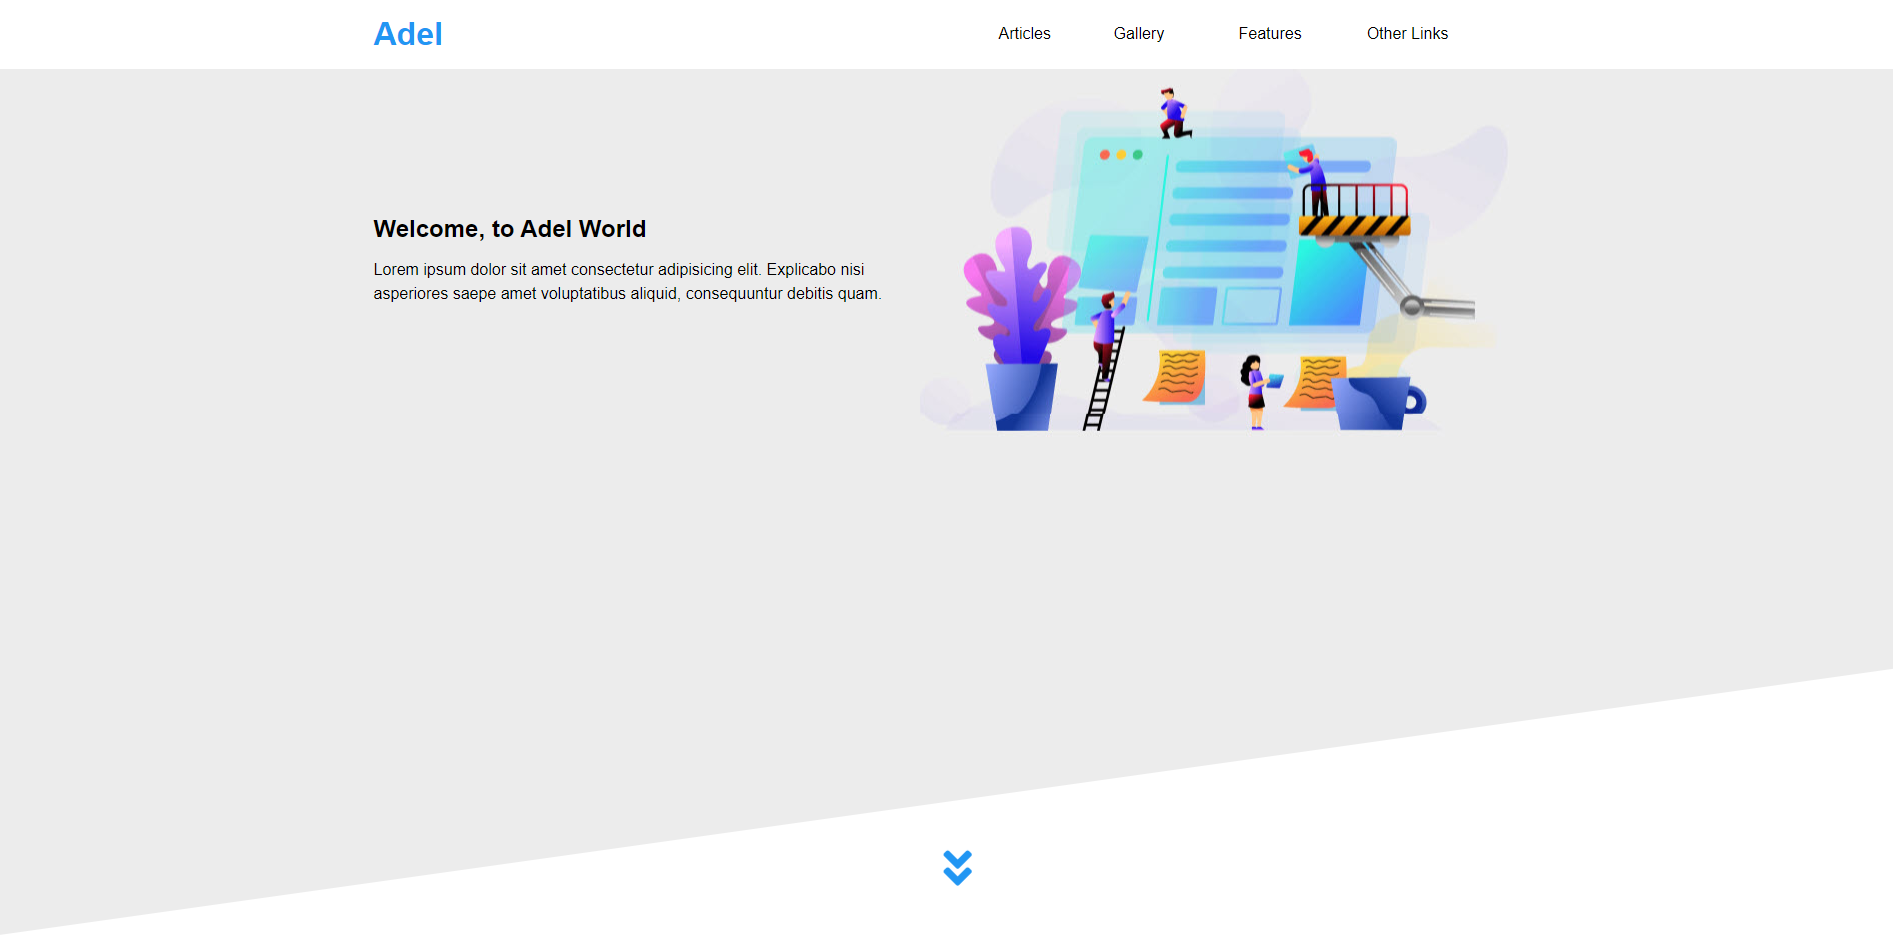 Adel
Articles Gallery Features Other Links
Welcome, to Adel World
Lorem ipsum dolor sit amet consectetur adipisicing elit. Explicabo nisi
asperiores saepe amet voluptatibus aliquid, consequuntur debitis quam.